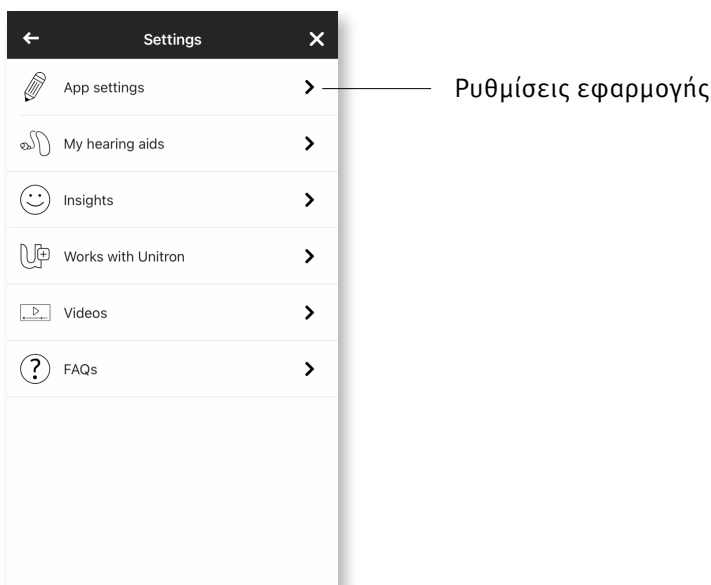 Settings
App settings
Ρυθμίσεις εφαρμογής
My hearing aids
Insights
Works with Unitron
Videos
FAQs